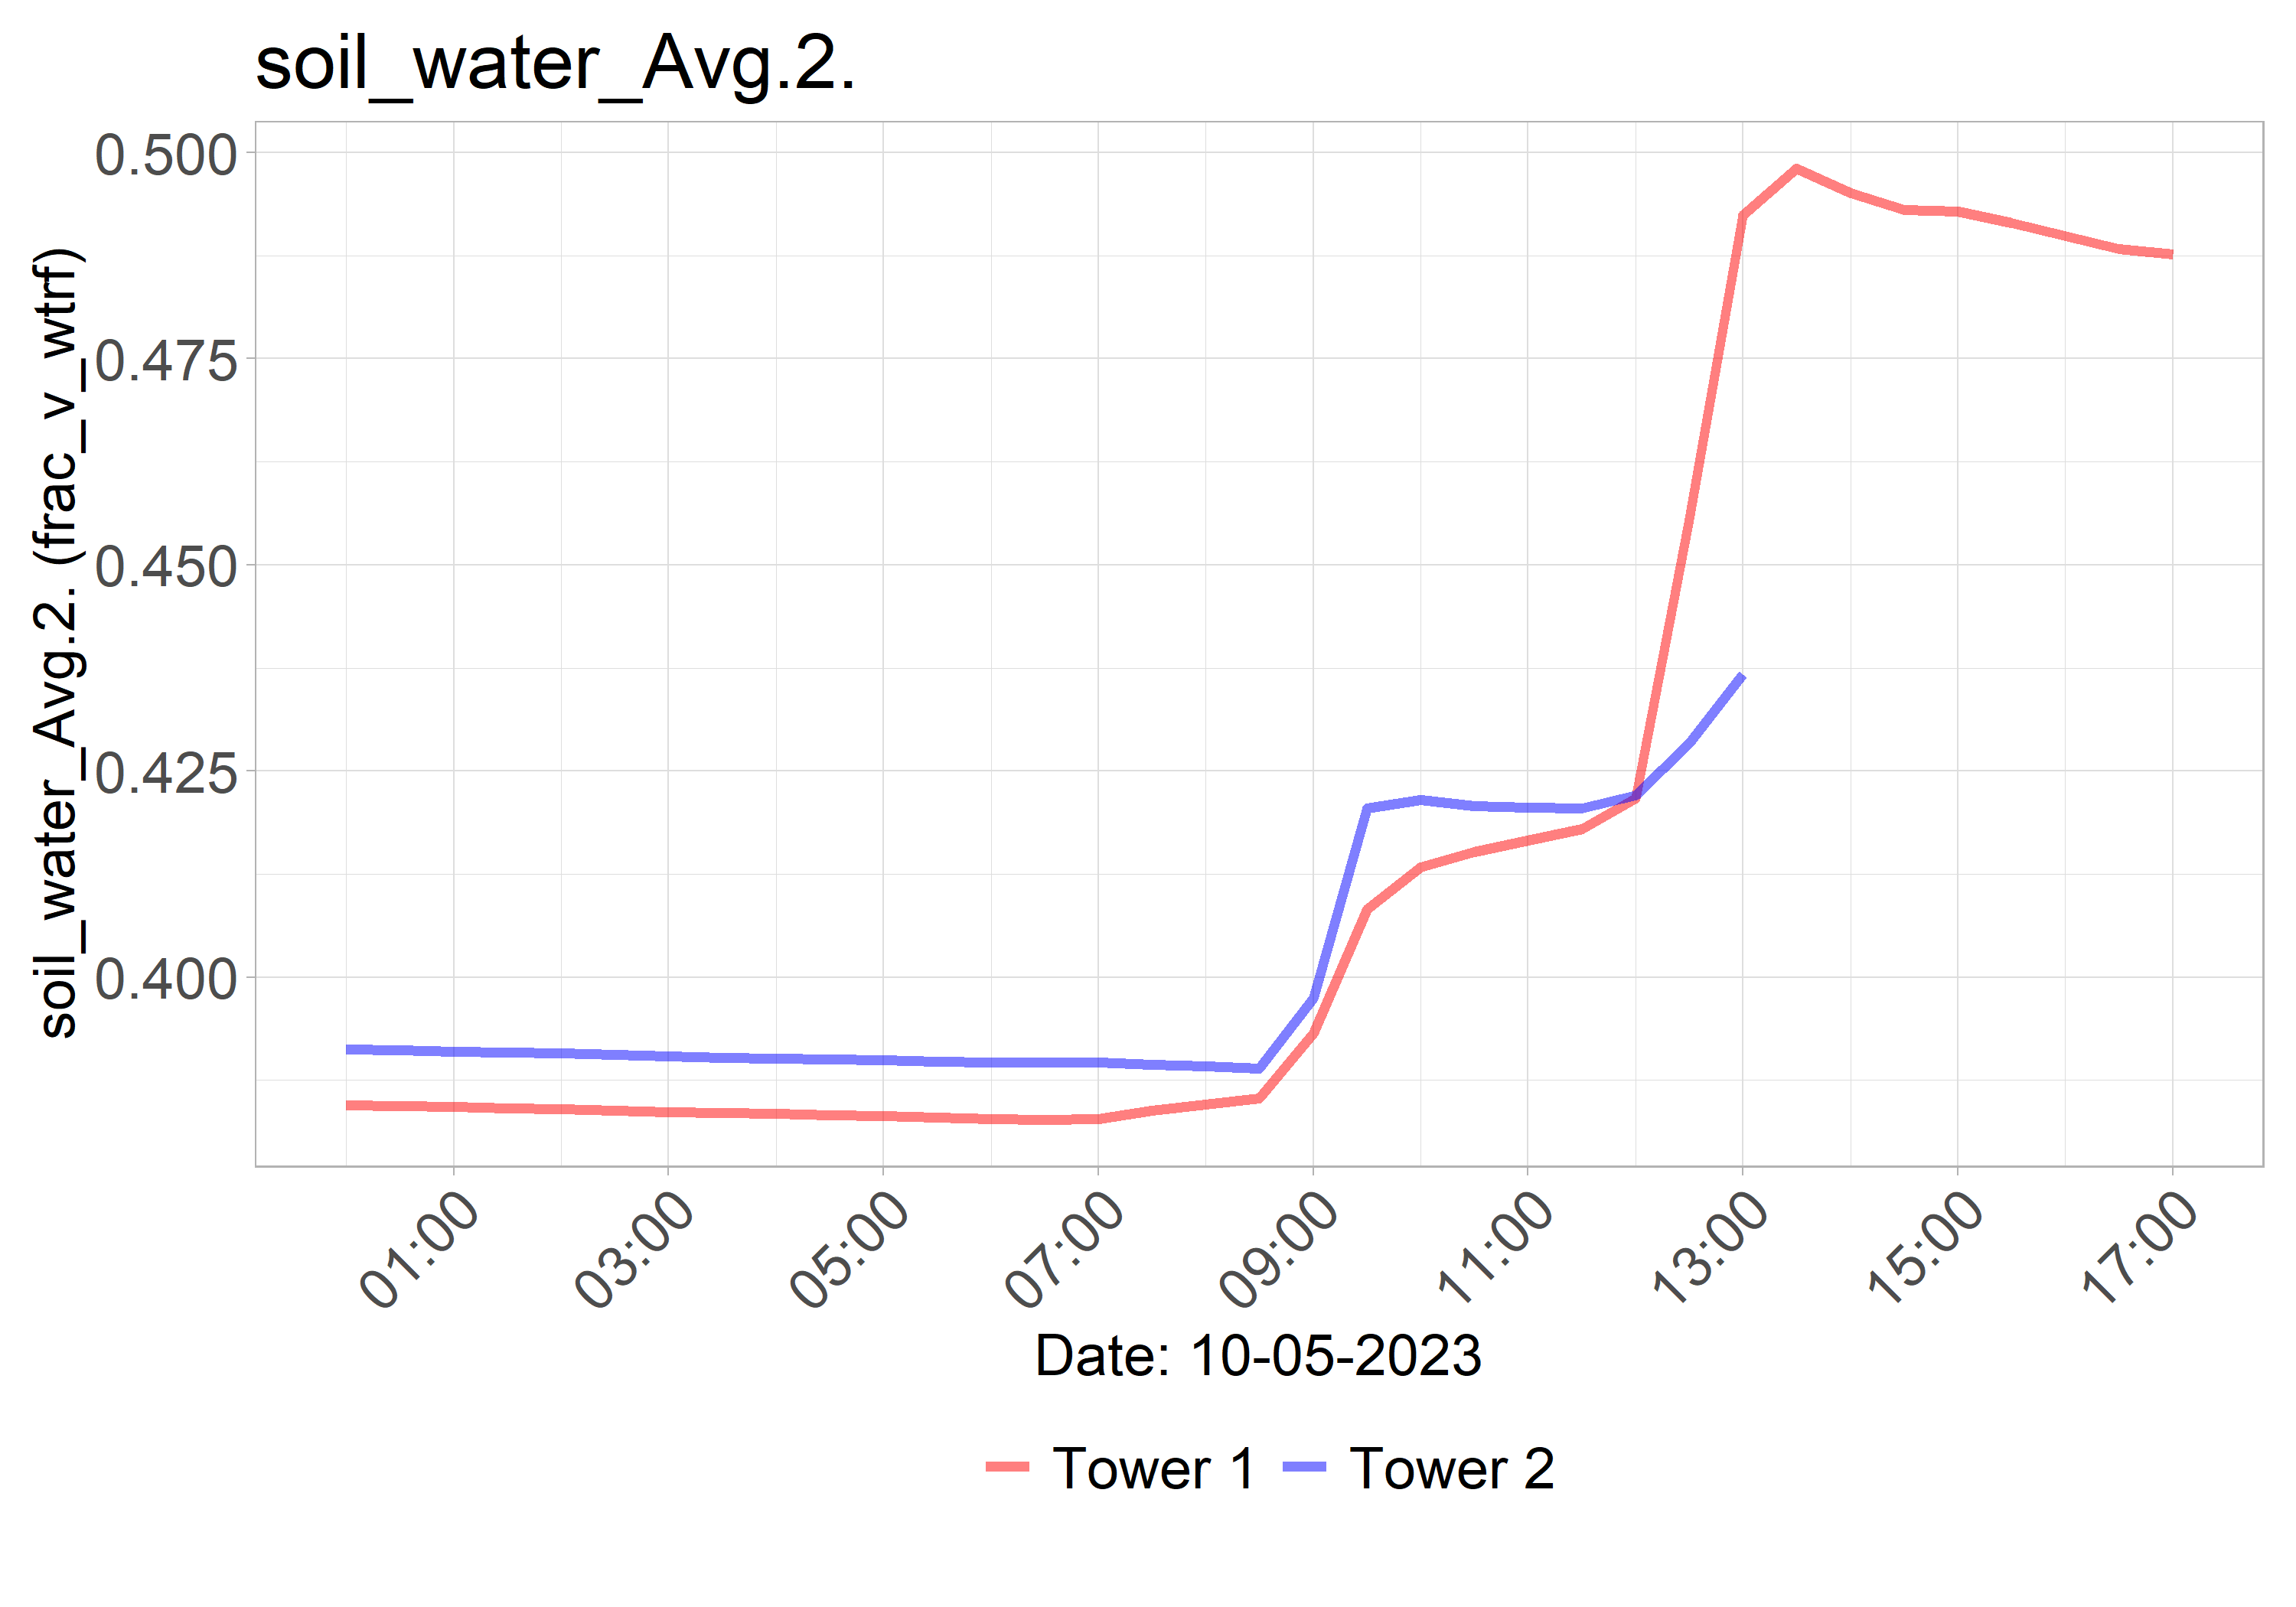 soil_water_Avg.2.
soil_water_Avg.2. (frac_v_wtrf)
0.500
0.475
0.450
0.425
0.400
01:00
03:00
05:00
07:00
09:00
11:00
13:00
15:00
17:00
Date: 10-05-2023
Tower 1
Tower 2